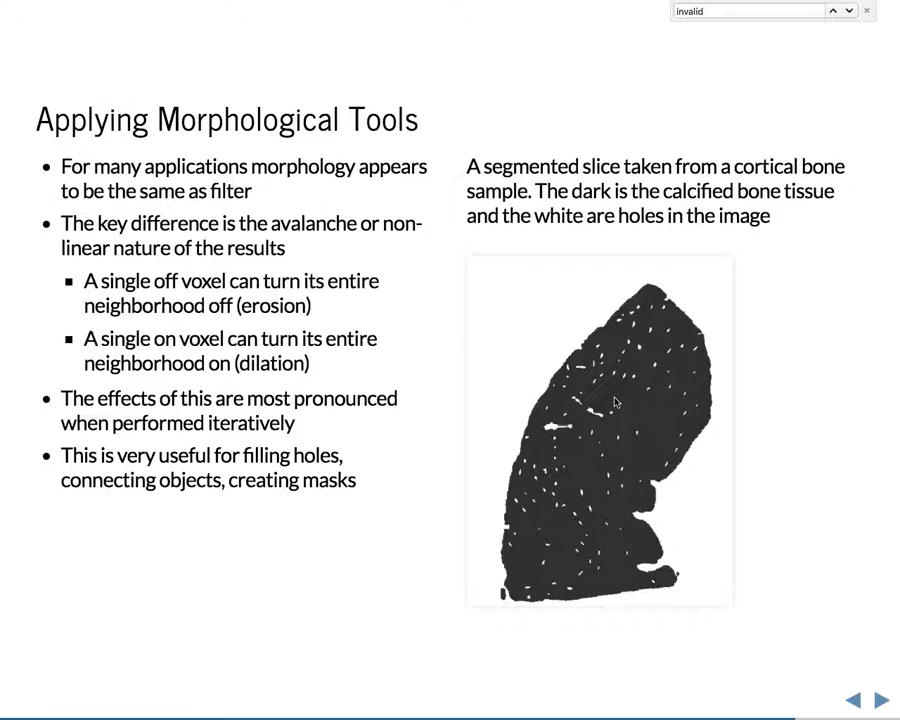 invalid
Applying Morphological Tools
For many applications morphology appears
to be the same as filter
The key difference is the avalanche or non-
linear nature of the results
A single off voxel can turn its entire
neighborhood off (erosion)
A single on voxel can turn its entire
neighborhood on (dilation)
The effects of this are most pronounced
when performed iteratively
This is very useful for filling holes,
connecting objects, creating masks
A segmented slice taken from a cortical bone
sample. The dark is the calcified bone tissue
and the white are holes in the image